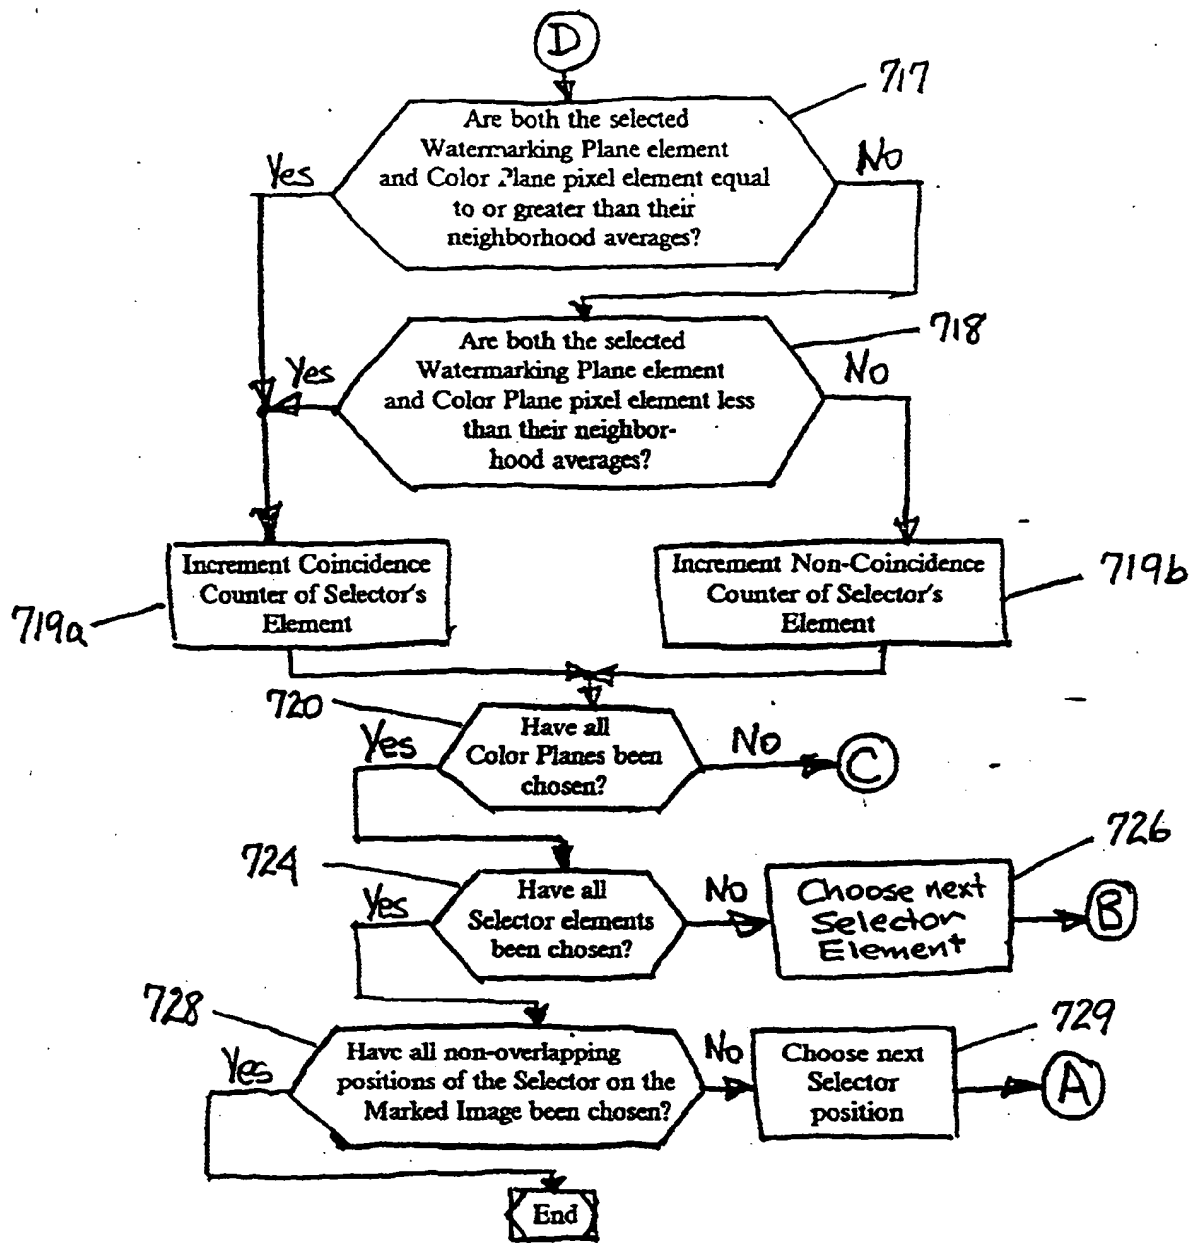 D
717
Are both the selected
Watermarking Plane element
and Color Plane pixel element equal
to or greater than their
neighborhood averages?
Yes
No
718
Are both the selected
Watermarking Plane element
and Color Plane pixel element less
than their neighbor-
hood averages?
Yes
No
Increment Coincidence
Counter of Selector's
Element
719a
Increment Non-Coincidence
Counter of Selector's
Element
719b
720
Have all
Color Planes been
chosen?
Yes
No
C
724
Have all
Selector elements
been chosen?
Yes
No
726
Choose next
Selector
Element
B
728
Have all non-overlapping
positions of the Selector on the
Marked Image been chosen?
Yes
No
729
Choose next
Selector
position
A
End